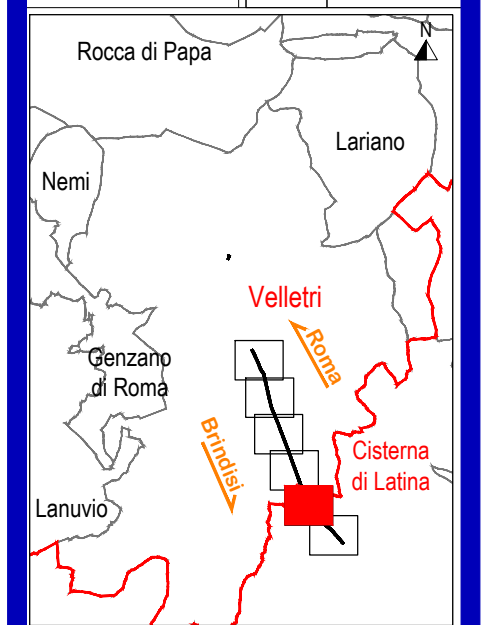 N
Rocca di Papa
Lariano
Nemi
Velletri
Roma
Genzano
di Roma
Brindisi
Cisterna
di Latina
Lanuvio